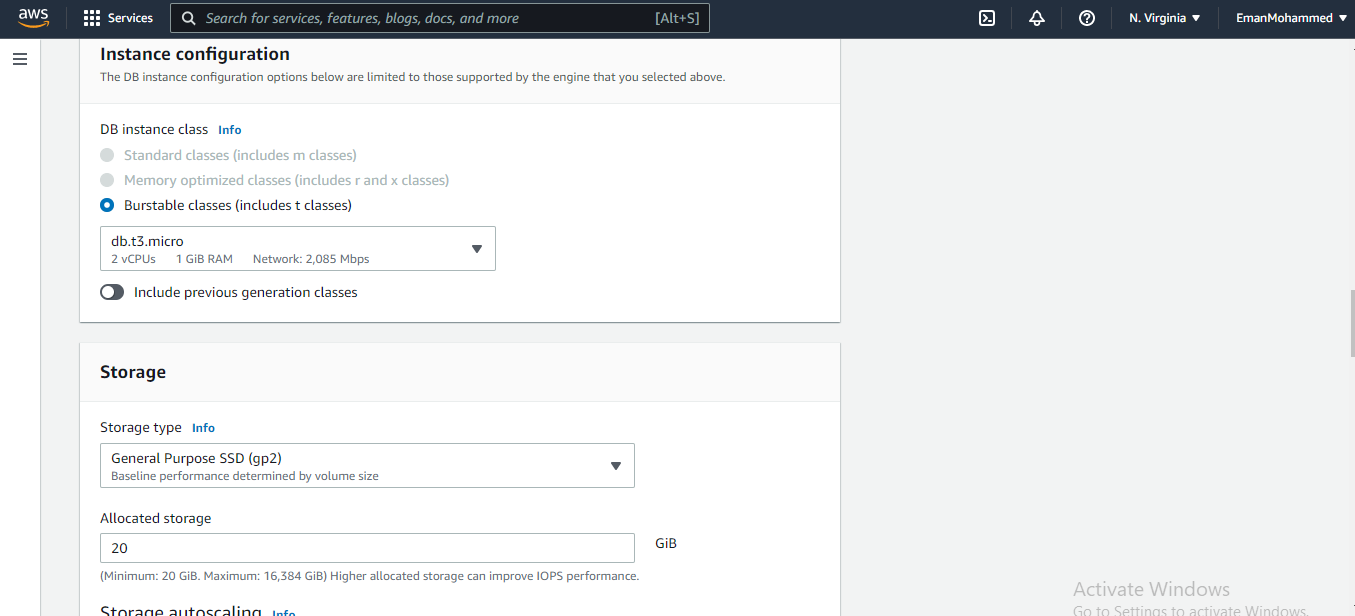 aws
Services
Search for services, features, blogs, docs, and more
[Alt+S]
N. Virginia
EmanMohammed
Instance configuration
The DB instance configuration options below are limited to those supported by the engine that you selected above.
DB instance class Info
Standard classes (includes m classes)
Memory optimized classes (includes r and x classes)
Burstable classes (includes t classes)
db.t3.micro
2 vCPUs 1 GiB RAM Network: 2,085 Mbps
Include previous generation classes
Storage
Storage type Info
General Purpose SSD (gp2)
Baseline performance determined by volume size
Allocated storage
20
GiB
(Minimum: 20 GiB. Maximum: 16,384 GiB) Higher allocated storage can improve IOPS performance.
Storage autoscaling Info
Activate Windows
Go to Settings to activate Windows.